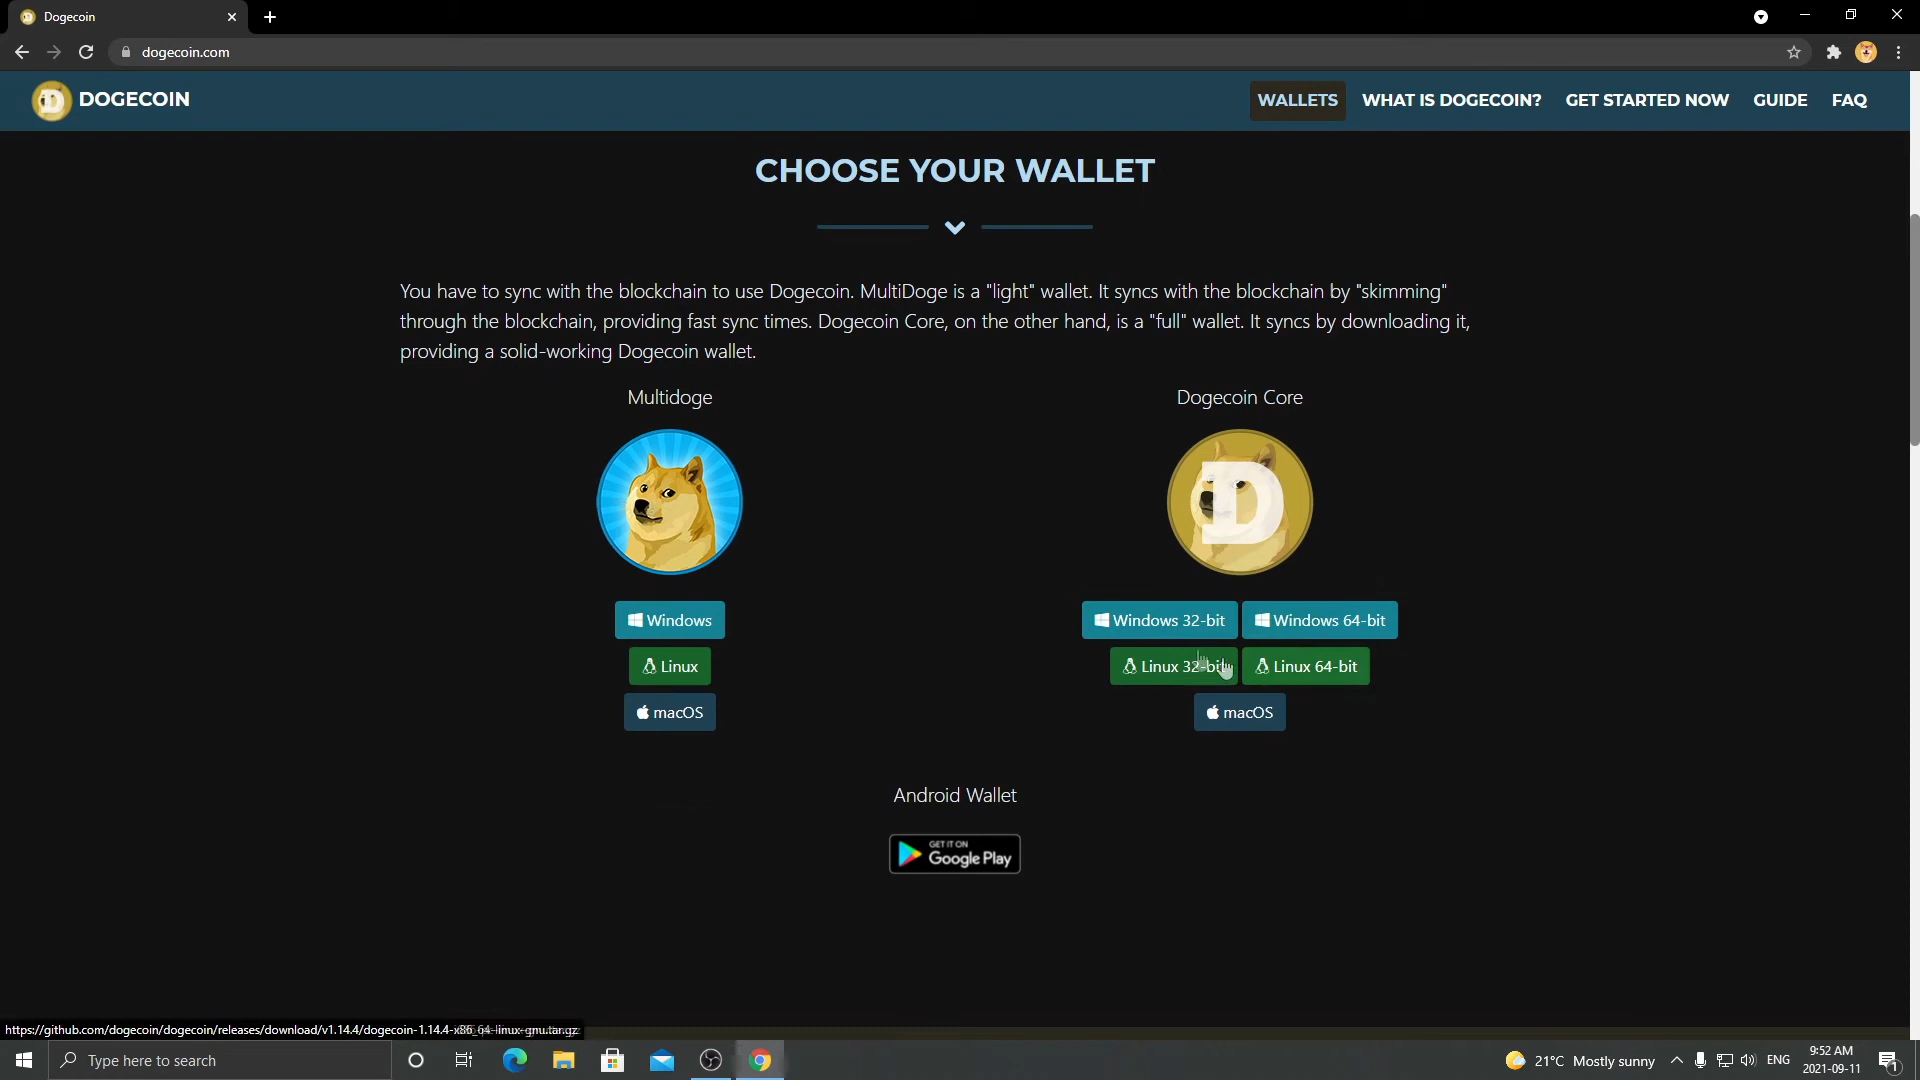 Dogecoin
dogecoin.com
DOGECOIN
WALLETS
WHAT IS DOGECOIN?
GET STARTED NOW
GUIDE
FAQ
CHOOSE YOUR WALLET
You have to sync with the blockchain to use Dogecoin. MultiDoge is a "light" wallet. It syncs with the blockchain by "skimming"
through the blockchain, providing fast sync times. Dogecoin Core, on the other hand, is a "full" wallet. It syncs by downloading it,
providing a solid-working Dogecoin wallet.
Multidoge
Dogecoin Core
D
Windows
Windows 32-bit
Windows 64-bit
Linux
Linux 32-bit
Linux 64-bit
macOS
macOS
Android Wallet
GET IT ON
Google Play
Type here to search
21°C Mostly sunny
ENG
9:52 AM
2021-09-11
1